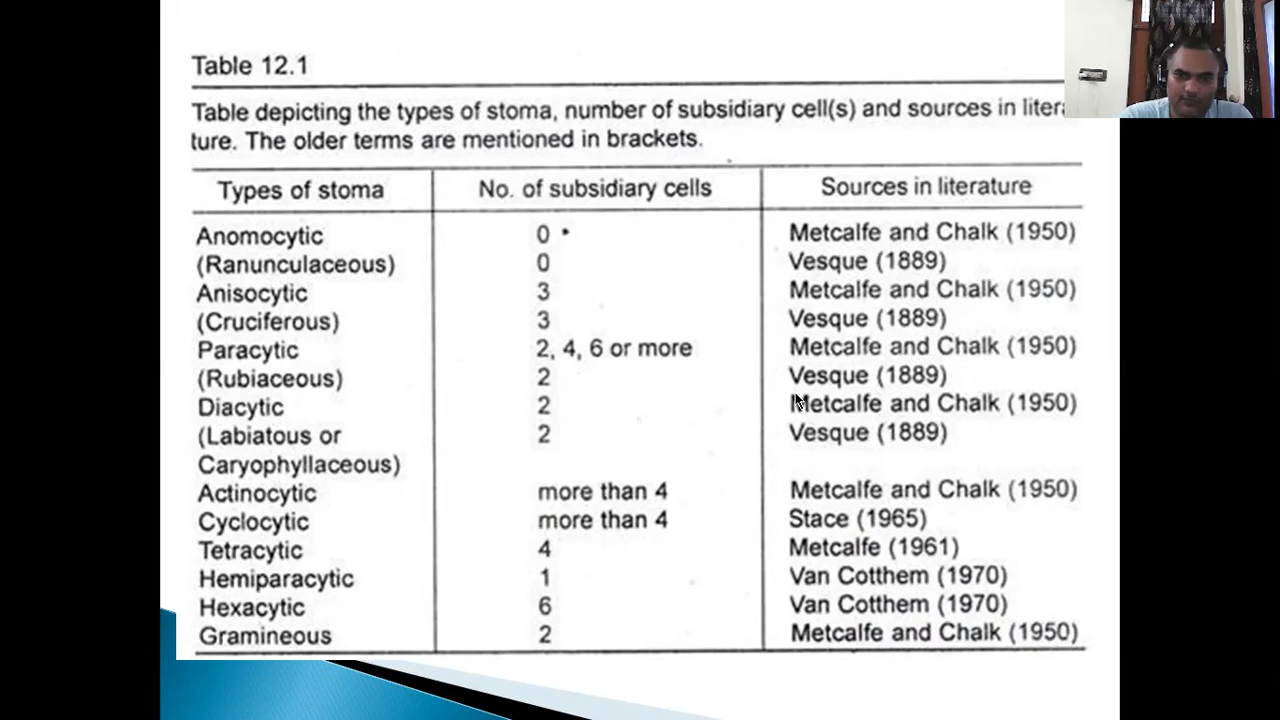 Table 12.1
Table depicting the types of stoma, number of subsidiary cell(s) and sources in litera
ture. The older terms are mentioned in brackets.
Types of stoma No. of subsidiary cells Sources in literature
Anomocytic 0 Metcalfe and Chalk (1950)
(Ranunculaceous) 0 Vesque (1889)
Anisocytic 3 Metcalfe and Chalk (1950)
(Cruciferous) 3 Vesque (1889)
Paracytic 2, 4, 6 or more Metcalfe and Chalk (1950)
(Rubiaceous) 2 Vesque (1889)
Diacytic 2 Metcalfe and Chalk (1950)
(Labiatous or 2 Vesque (1889)
Caryophyllaceous)
Actinocytic more than 4 Metcalfe and Chalk (1950)
Cyclocytic more than 4 Stace (1965)
Tetracytic 4 Metcalfe (1961)
Hemiparacytic 1 Van Cotthem (1970)
Hexacytic 6 Van Cotthem (1970)
Gramineous 2 Metcalfe and Chalk (1950)